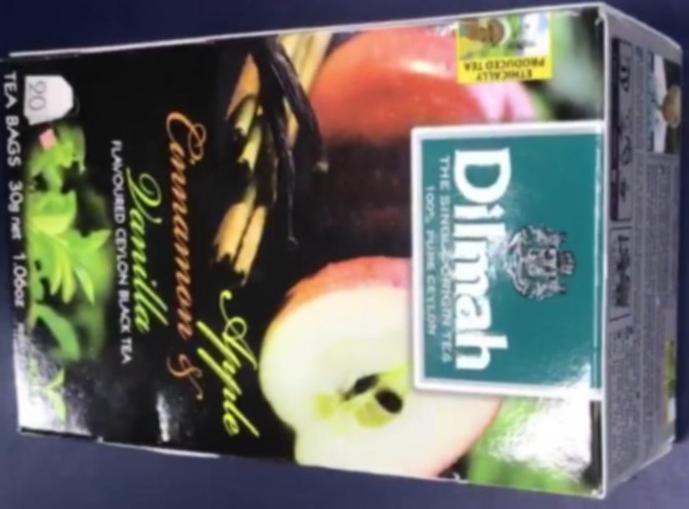 ETHICALLY
PRODUCED TEA
Dilmah
THE SINGLE ORIGIN TEA
100% PURE CEYLON
Apple
Cinnamon &
Vanilla
FLAVOURED CEYLON BLACK TEA
20
TEA BAGS 30g net 1.06oz